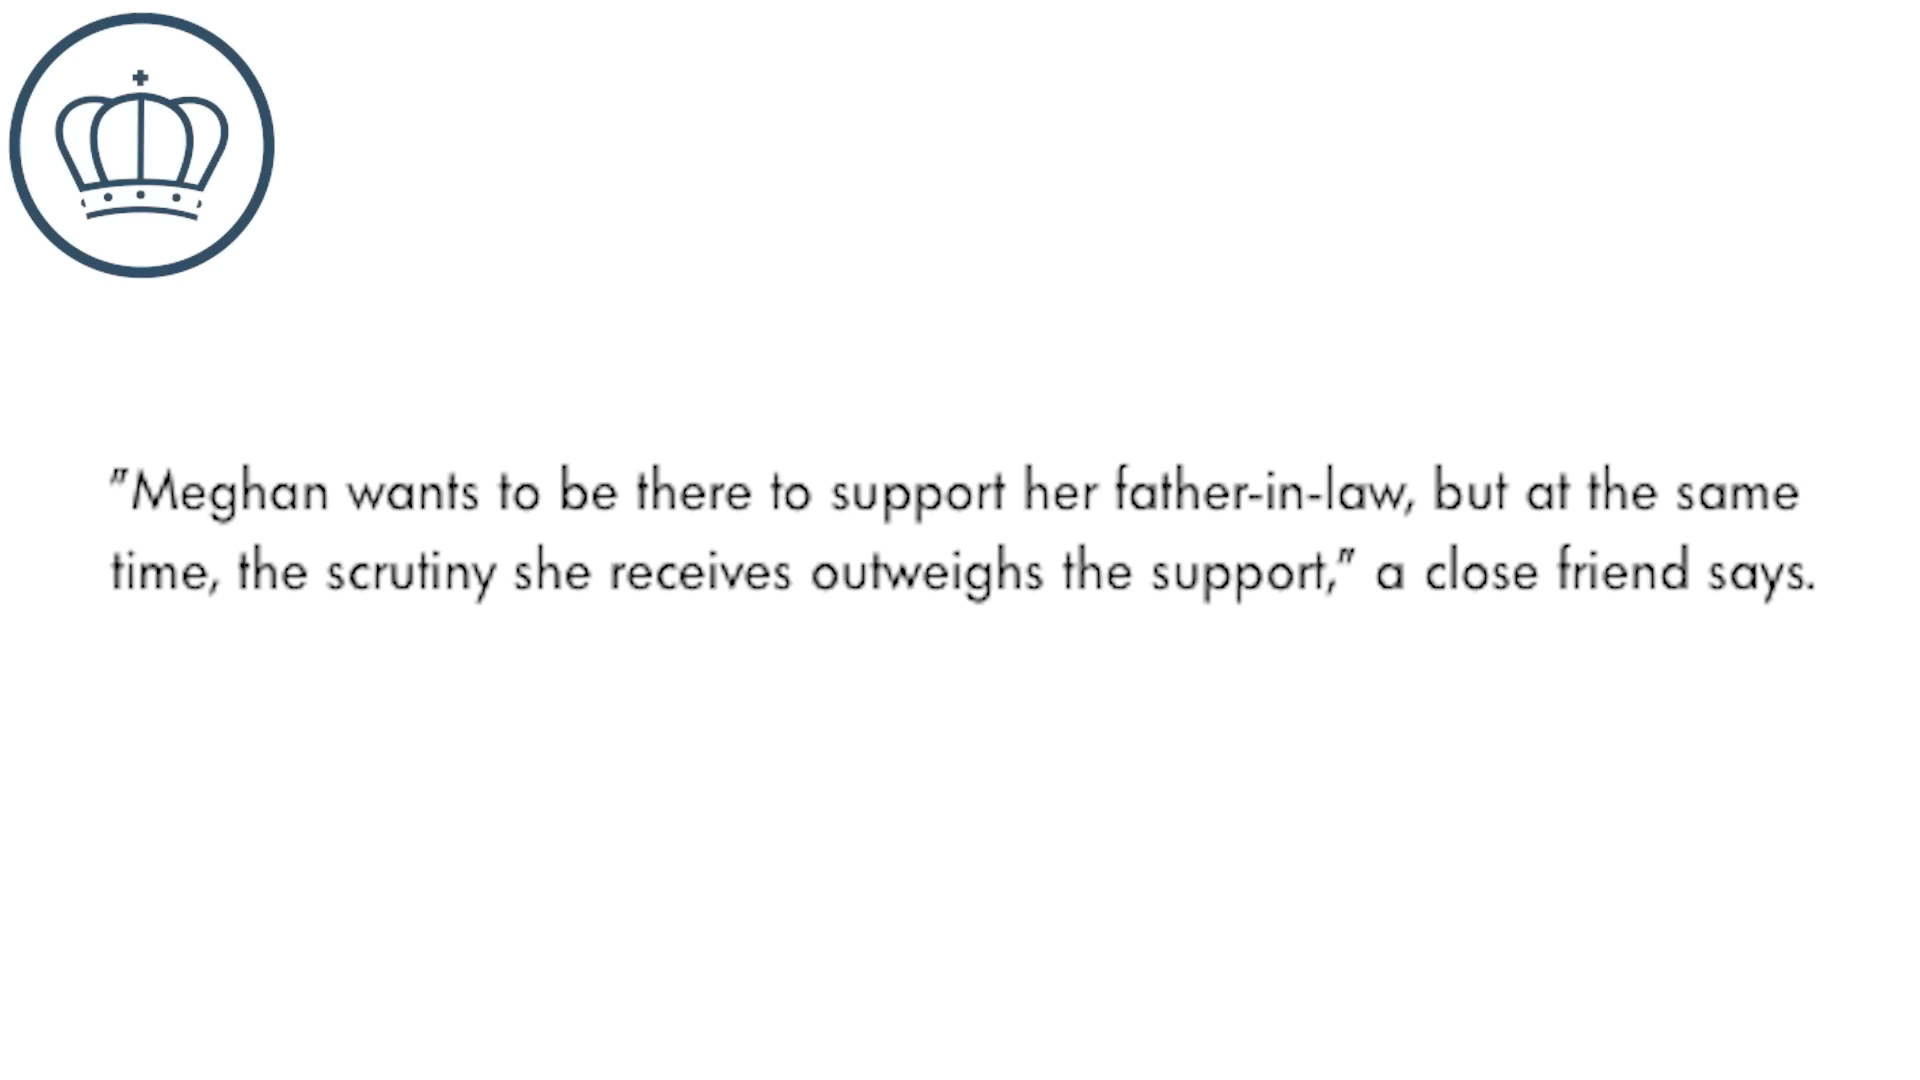 "Meghan wants to be there to support her father-in-law, but at the same
time, the scrutiny she receives outweighs the support," a close friend says.